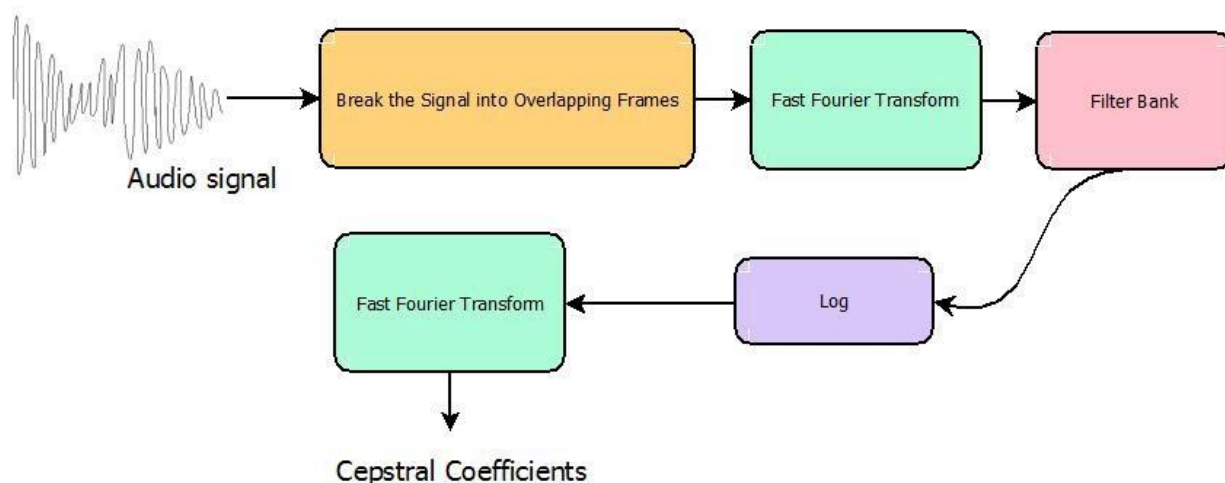 Break the Signal into Overlapping Frames
Fast Fourier Transform
Filter Bank
Audio signal
Fast Fourier Transform
Log
Cepstral Coefficients